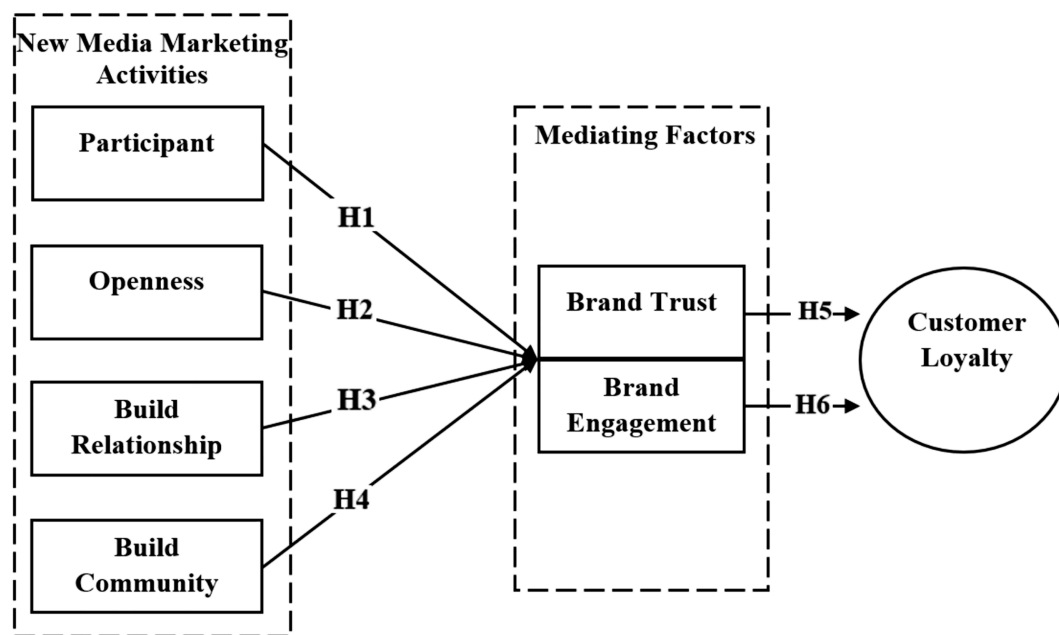 New Media Marketing
Activities
Participant
Openness
Build
Relationship
Build
Community
H1
H2
H3
H4
Mediating Factors
Brand Trust
Brand
Engagement
H5
H6
Customer
Loyalty